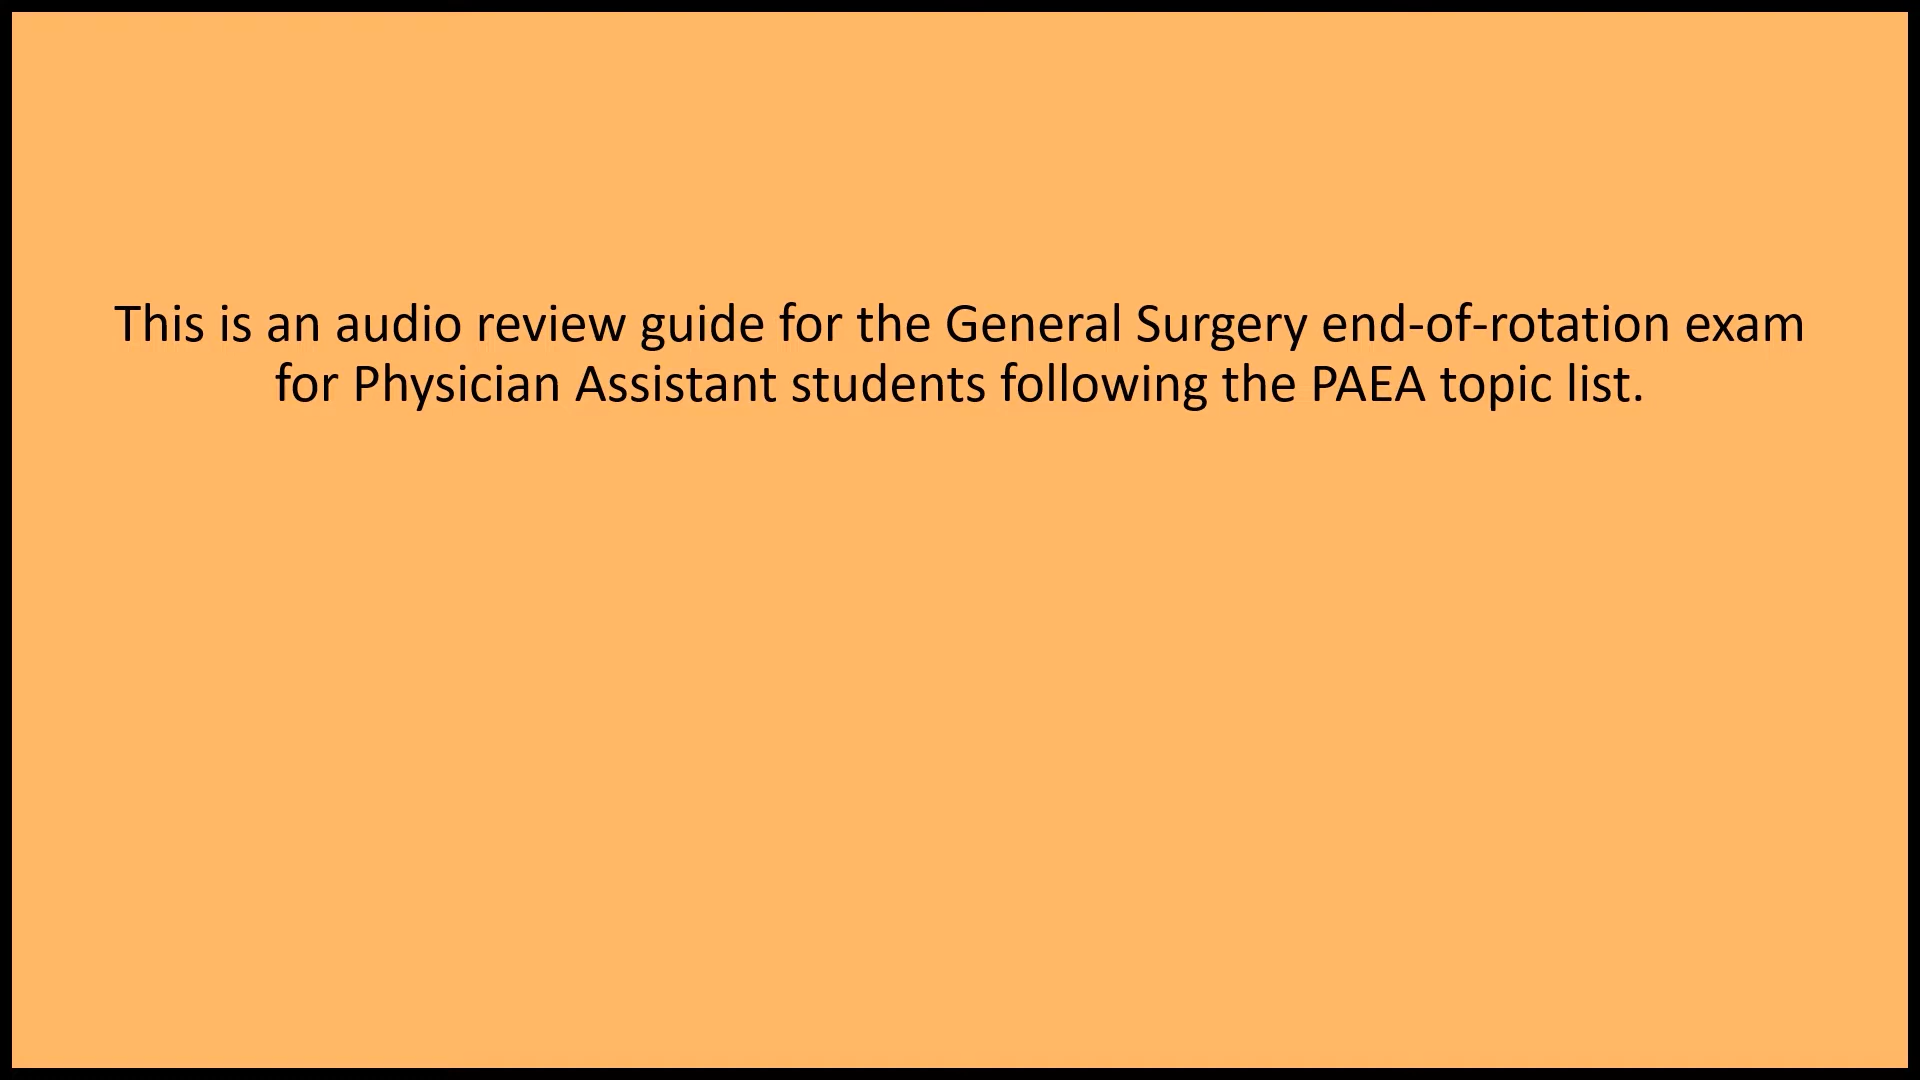 This is an audio review guide for the General Surgery end-of-rotation exam
for Physician Assistant students following the PAEA topic list.